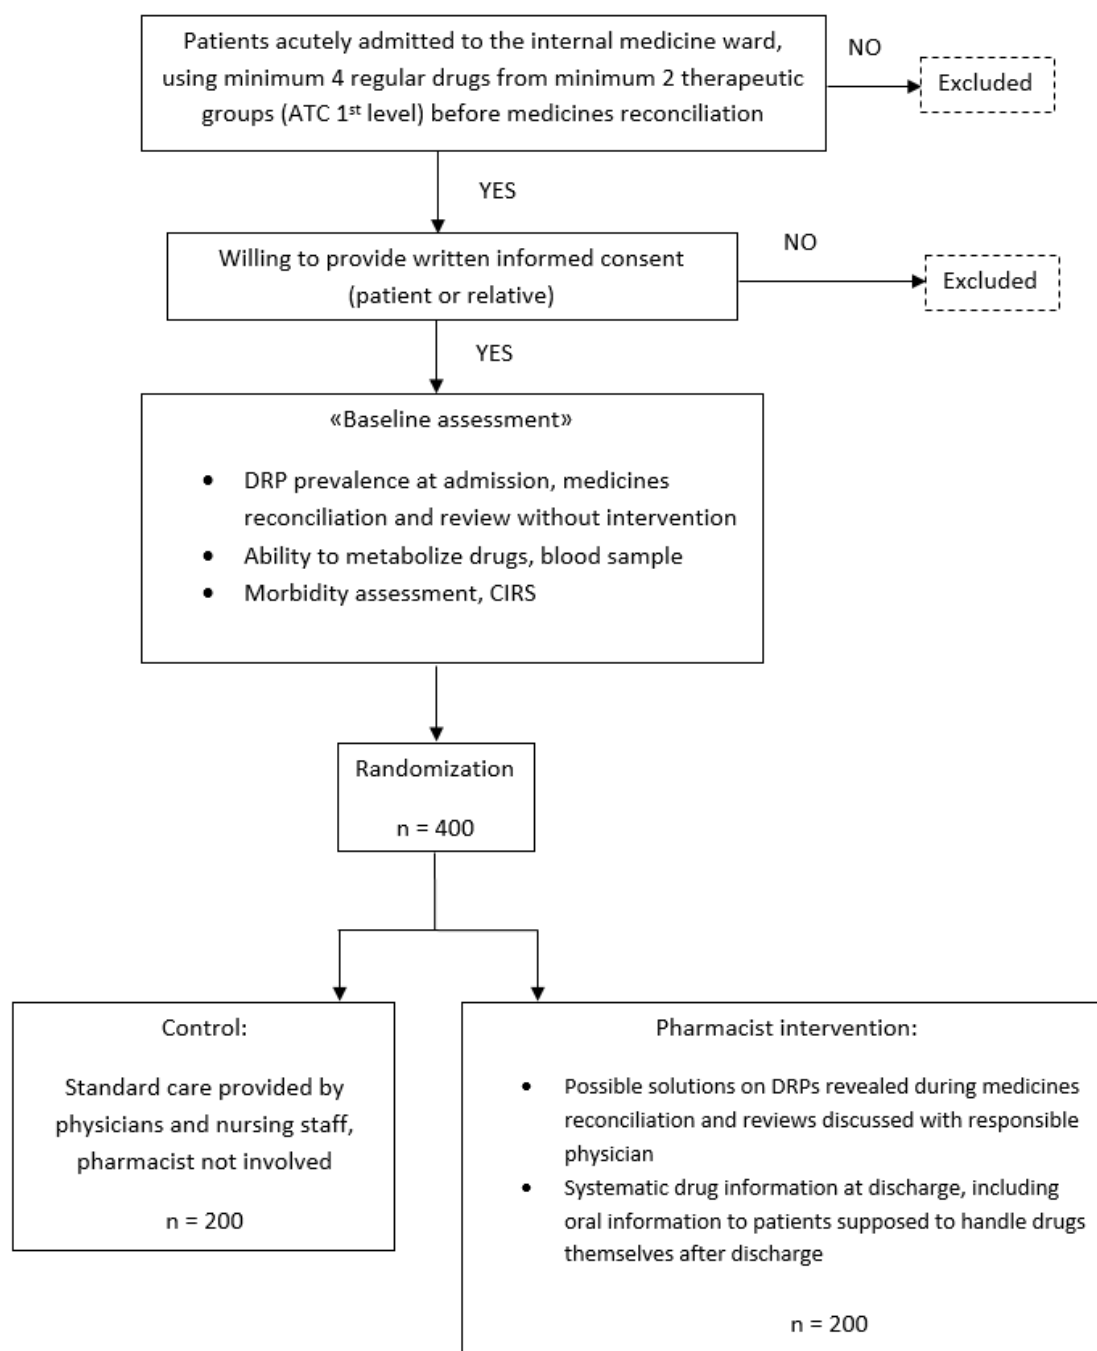 Patients acutely admitted to the internal medicine ward,
using minimum 4 regular drugs from minimum 2 therapeutic
groups (ATC 1st level) before medicines reconciliation
NO
Excluded
YES
Willing to provide written informed consent
(patient or relative)
NO
Excluded
YES
«Baseline assessment»
• DRP prevalence at admission, medicines
reconciliation and review without intervention
• Ability to metabolize drugs, blood sample
• Morbidity assessment, CIRS
Randomization
n = 400
Control:
Standard care provided by
physicians and nursing staff,
pharmacist not involved
n = 200
Pharmacist intervention:
• Possible solutions on DRPs revealed during medicines
reconciliation and reviews discussed with responsible
physician
• Systematic drug information at discharge, including
oral information to patients supposed to handle drugs
themselves after discharge
n = 200